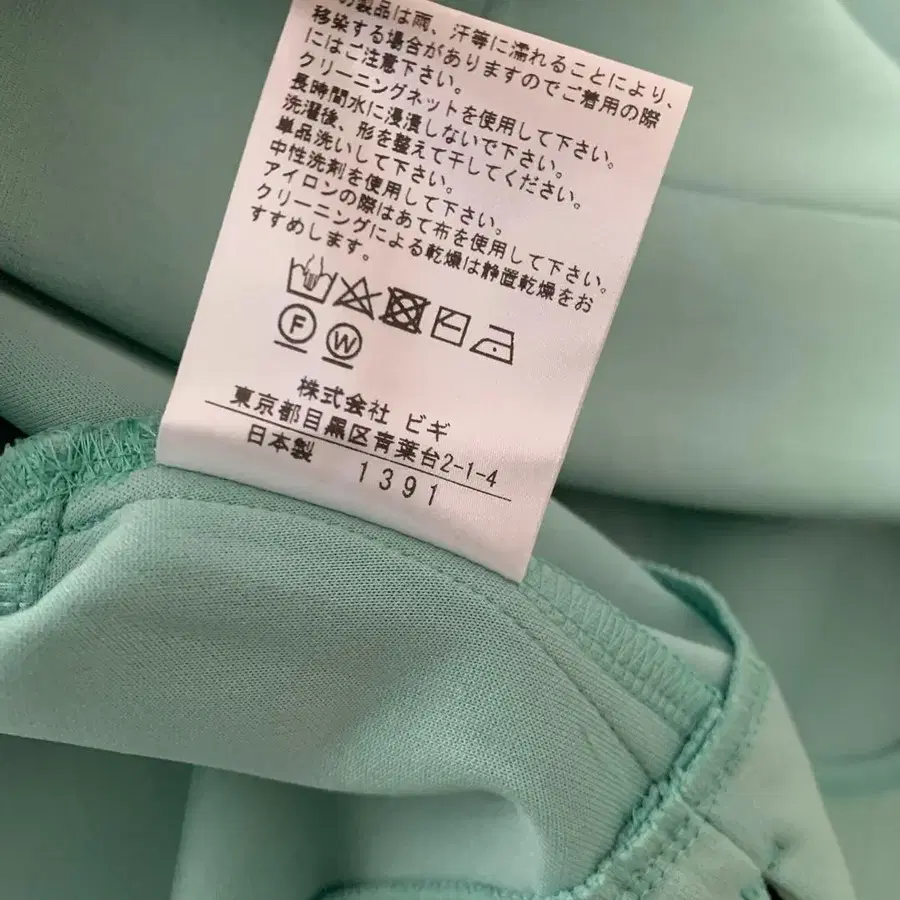 の製品は雨、汗等に濡れることにより、
移染する場合がありますのでご着用の際
にはご注意下さい。
クリーニングネットを使用して下さい。
長時間水に浸漬しないで下さい。
洗濯後、形を整えて干してください。
単品洗いして下さい。
中性洗剤を使用して下さい。
アイロンの際はあて布を使用して下さい。
クリーニングによる乾燥は静置乾燥をお
すすめします。
F W
株式会社 ビギ
東京都目黒区青葉台2-1-4
日本製 1391